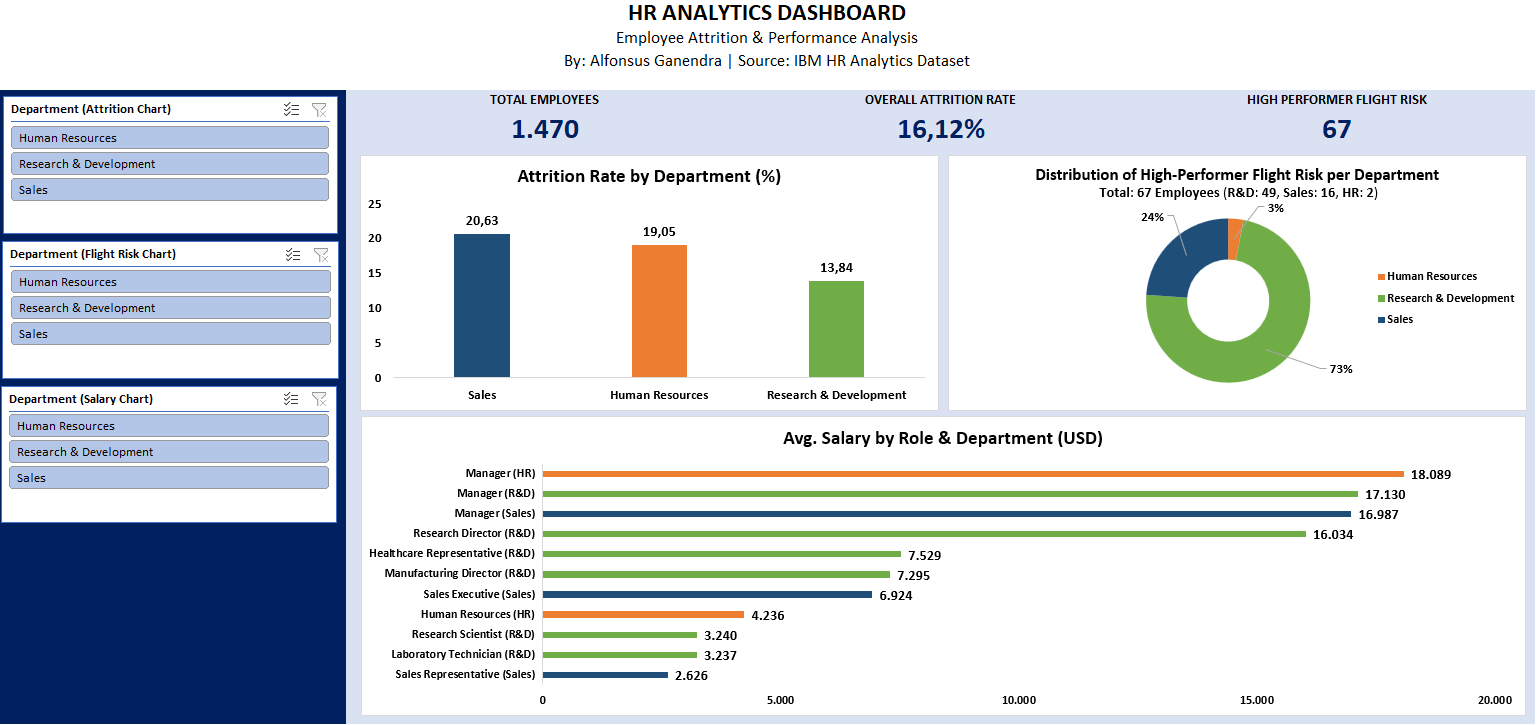 HR ANALYTICS DASHBOARD
Employee Attrition & Performance Analysis
By: Alfonsus Ganendra | Source: IBM HR Analytics Dataset
Department (Attrition Chart)
Human Resources
Research & Development
Sales
Department (Flight Risk Chart)
Human Resources
Research & Development
Sales
Department (Salary Chart)
Human Resources
Research & Development
Sales
TOTAL EMPLOYEES
1.470
OVERALL ATTRITION RATE
16,12%
HIGH PERFORMER FLIGHT RISK
67
Attrition Rate by Department (%)
25
20
15
10
5
0
20,63
19,05
13,84
Sales
Human Resources
Research & Development
Distribution of High-Performer Flight Risk per Department
Total: 67 Employees (R&D: 49, Sales: 16, HR: 2)
24%
3%
73%
Human Resources
Research & Development
Sales
Avg. Salary by Role & Department (USD)
Manager (HR) 18.089
Manager (R&D) 17.130
Manager (Sales) 16.987
Research Director (R&D) 16.034
Healthcare Representative (R&D) 7.529
Manufacturing Director (R&D) 7.295
Sales Executive (Sales) 6.924
Human Resources (HR) 4.236
Research Scientist (R&D) 3.240
Laboratory Technician (R&D) 3.237
Sales Representative (Sales) 2.626
0 5.000 10.000 15.000 20.000